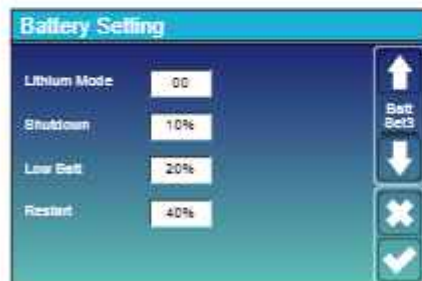 Battery Setting
Lithium Mode 00
Shutdown 10%
Low Batt 20%
Restart 40%
Batt
Set3